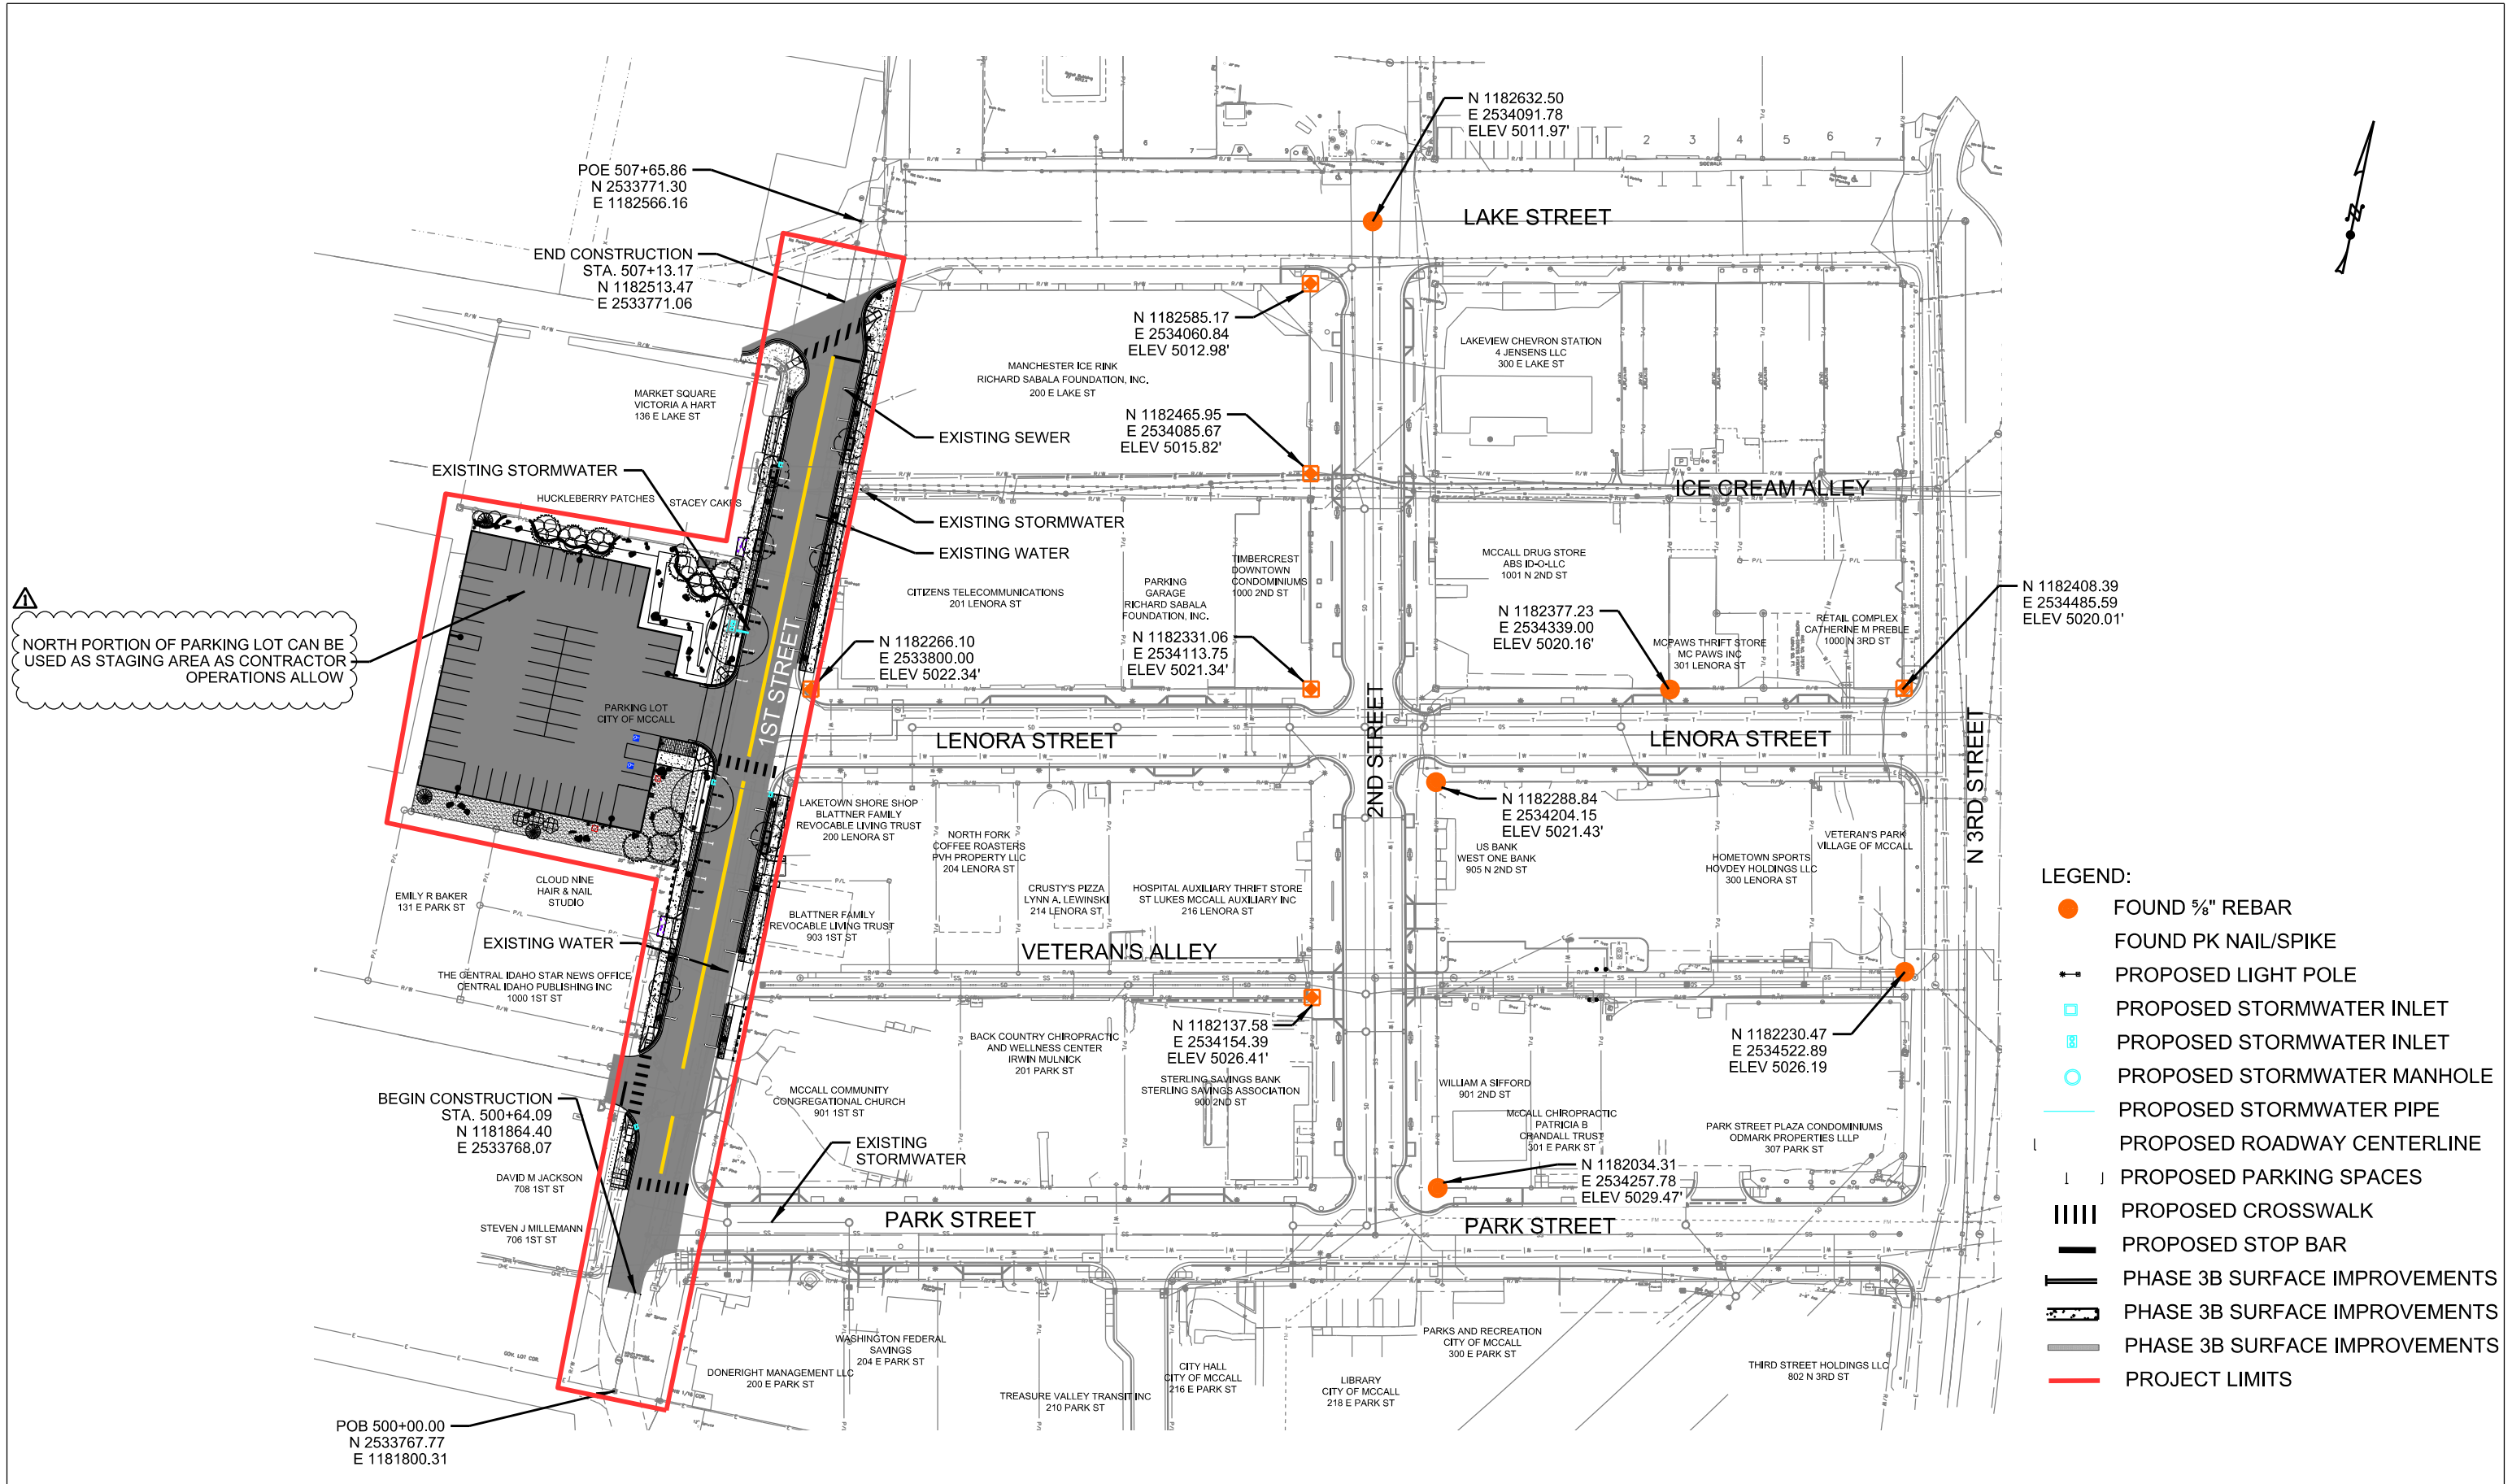 N 1182632.50
E 2534091.78
ELEV 5011.97'
POE 507+65.86
N 2533771.30
E 1182566.16
LAKE STREET
END CONSTRUCTION
STA. 507+13.17
N 1182513.47
E 2533771.06
N 1182585.17
E 2534060.84
ELEV 5012.98'
MANCHESTER ICE RINK
RICHARD SABALA FOUNDATION, INC.
200 E LAKE ST
LAKEVIEW CHEVRON STATION
4 JENSENS LLC
300 E LAKE ST
MARKET SQUARE
VICTORIA A HART
136 E LAKE ST
N 1182465.95
E 2534085.67
ELEV 5015.82'
EXISTING SEWER
EXISTING STORMWATER
HUCKLEBERRY PATCHES
STACEY CAKES
ICE CREAM ALLEY
EXISTING STORMWATER
EXISTING WATER
TIMBERCREST
DOWNTOWN
CONDOMINIUMS
1000 2ND ST
MCCALL DRUG STORE
ABS ID-O-LLC
1001 N 2ND ST
CITIZENS TELECOMMUNICATIONS
201 LENORA ST
PARKING
GARAGE
RICHARD SABALA
FOUNDATION, INC.
N 1182408.39
E 2534485.59
ELEV 5020.01'
N 1182377.23
E 2534339.00
ELEV 5020.16'
RETAIL COMPLEX
CATHERINE M PREBLE
1000 N 3RD ST
MCPAWS THRIFT STORE
MC PAWS INC
301 LENORA ST
1
NORTH PORTION OF PARKING LOT CAN BE
USED AS STAGING AREA AS CONTRACTOR
OPERATIONS ALLOW
N 1182266.10
E 2533800.00
ELEV 5022.34'
N 1182331.06
E 2534113.75
ELEV 5021.34'
1ST STREET
PARKING LOT
CITY OF MCCALL
2ND STREET
N 3RD STREET
LENORA STREET
LENORA STREET
LAKETOWN SHORE SHOP
BLATTNER FAMILY
REVOCABLE LIVING TRUST
200 LENORA ST
N 1182288.84
E 2534204.15
ELEV 5021.43'
NORTH FORK
COFFEE ROASTERS
PVH PROPERTY LLC
204 LENORA ST
US BANK
WEST ONE BANK
905 N 2ND ST
VETERAN'S PARK
VILLAGE OF MCCALL
HOMETOWN SPORTS
HOVDEY HOLDINGS LLC
300 LENORA ST
CRUSTY'S PIZZA
LYNN A. LEWINSKI
214 LENORA ST
HOSPITAL AUXILIARY THRIFT STORE
ST LUKES MCCALL AUXILIARY INC
216 LENORA ST
EMILY R BAKER
131 E PARK ST
CLOUD NINE
HAIR & NAIL
STUDIO
BLATTNER FAMILY
REVOCABLE LIVING TRUST
903 1ST ST
EXISTING WATER
VETERAN'S ALLEY
THE CENTRAL IDAHO STAR NEWS OFFICE
CENTRAL IDAHO PUBLISHING INC
1000 1ST ST
N 1182137.58
E 2534154.39
ELEV 5026.41'
N 1182230.47
E 2534522.89
ELEV 5026.19
BACK COUNTRY CHIROPRACTIC
AND WELLNESS CENTER
IRWIN MULNICK
201 PARK ST
MCCALL COMMUNITY
CONGREGATIONAL CHURCH
901 1ST ST
STERLING SAVINGS BANK
STERLING SAVINGS ASSOCIATION
900 2ND ST
WILLIAM A SIFFORD
901 2ND ST
McCALL CHIROPRACTIC
PATRICIA B
CRANDALL TRUST
301 E PARK ST
PARK STREET PLAZA CONDOMINIUMS
ODMARK PROPERTIES LLLP
307 PARK ST
BEGIN CONSTRUCTION
STA. 500+64.09
N 1181864.40
E 2533768.07
EXISTING
STORMWATER
DAVID M JACKSON
708 1ST ST
N 1182034.31
E 2534257.78
ELEV 5029.47'
STEVEN J MILLEMANN
706 1ST ST
PARK STREET
PARK STREET
WASHINGTON FEDERAL
SAVINGS
204 E PARK ST
DONERIGHT MANAGEMENT LLC
200 E PARK ST
TREASURE VALLEY TRANSIT INC
210 PARK ST
CITY HALL
CITY OF MCCALL
216 E PARK ST
LIBRARY
CITY OF MCCALL
218 E PARK ST
PARKS AND RECREATION
CITY OF MCCALL
300 E PARK ST
THIRD STREET HOLDINGS LLC
802 N 3RD ST
POB 500+00.00
N 2533767.77
E 1181800.31
LEGEND:
FOUND ⅝" REBAR
FOUND PK NAIL/SPIKE
PROPOSED LIGHT POLE
PROPOSED STORMWATER INLET
PROPOSED STORMWATER INLET
PROPOSED STORMWATER MANHOLE
PROPOSED STORMWATER PIPE
PROPOSED ROADWAY CENTERLINE
PROPOSED PARKING SPACES
PROPOSED CROSSWALK
PROPOSED STOP BAR
PHASE 3B SURFACE IMPROVEMENTS
PHASE 3B SURFACE IMPROVEMENTS
PHASE 3B SURFACE IMPROVEMENTS
PROJECT LIMITS